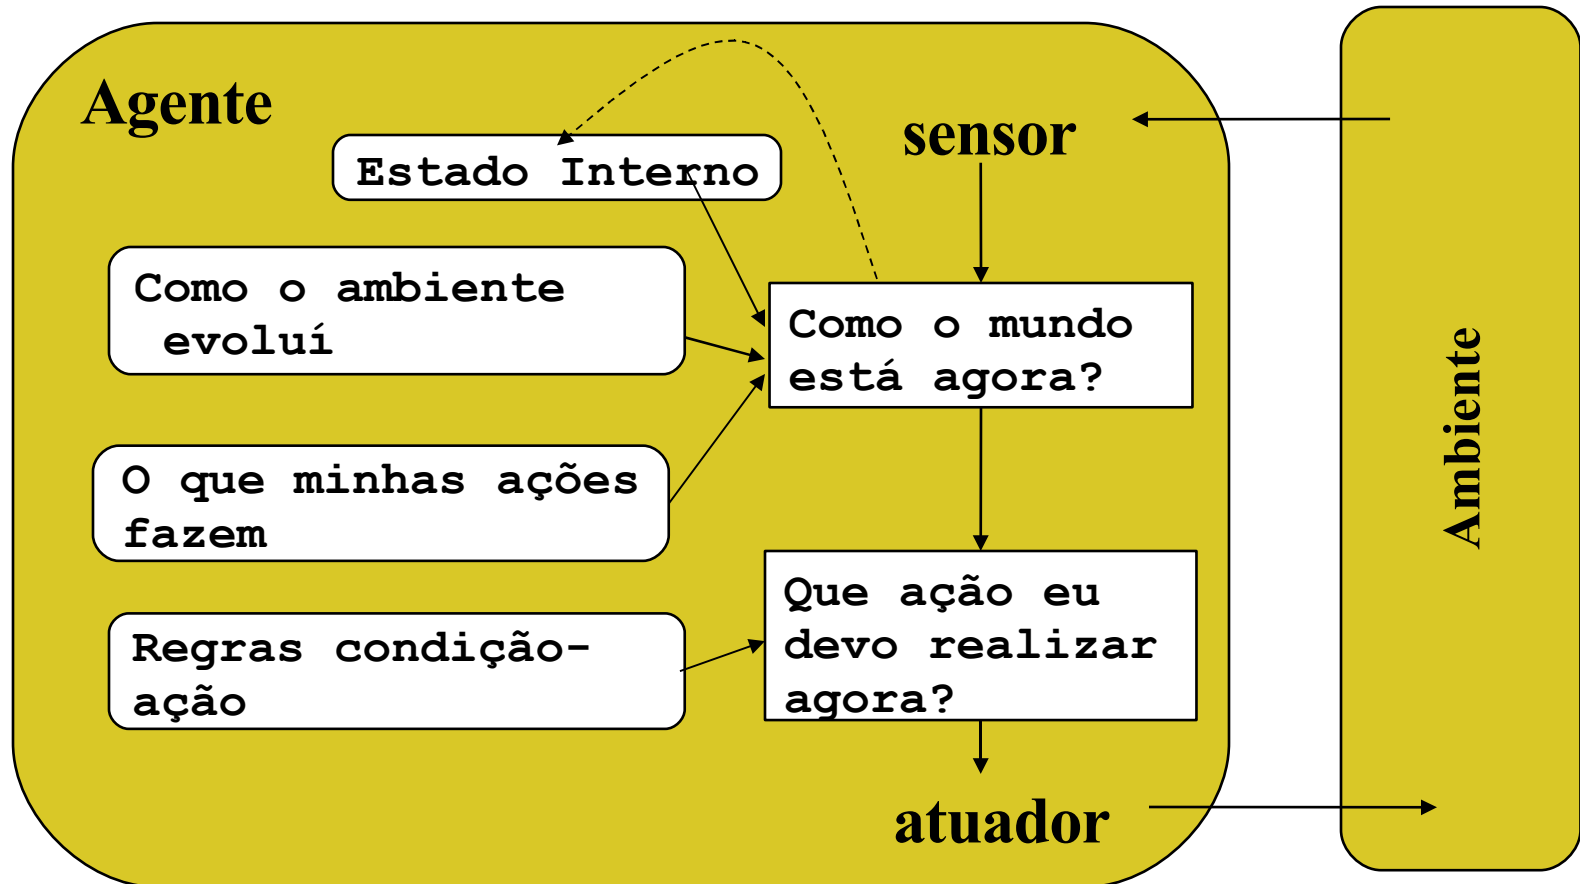 Agente
sensor
Estado Interno
Como o ambiente
evoluí
Como o mundo
está agora?
O que minhas ações
fazem
Que ação eu
devo realizar
agora?
Regras condição-
ação
atuador
Ambiente